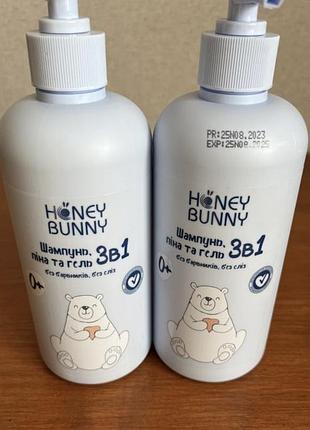 HONEY
BUNNY
Шампунь,
піна та гель 3в1
без барвників, без сліз
0+
PR:25N08.2023
EXP:25N08.2025
HONEY
BUNNY
Шампунь,
піна та гель 3в1
без барвників, без сліз
0+